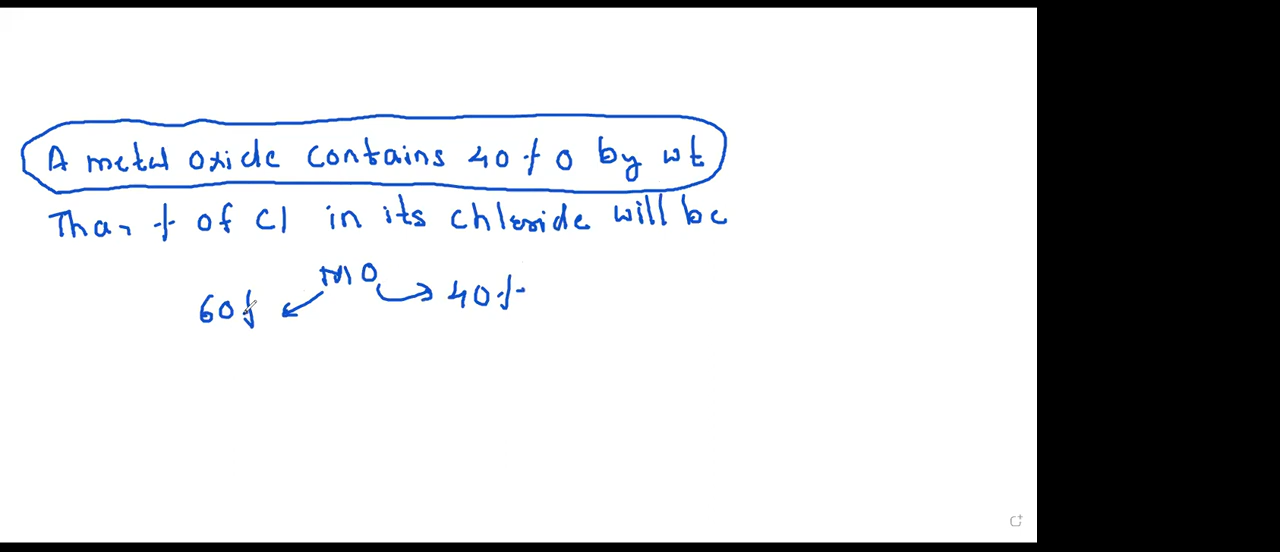 A metal oxide contains 40 % O by wt
Than % of Cl in its chloride will be
MO
60% 40 %